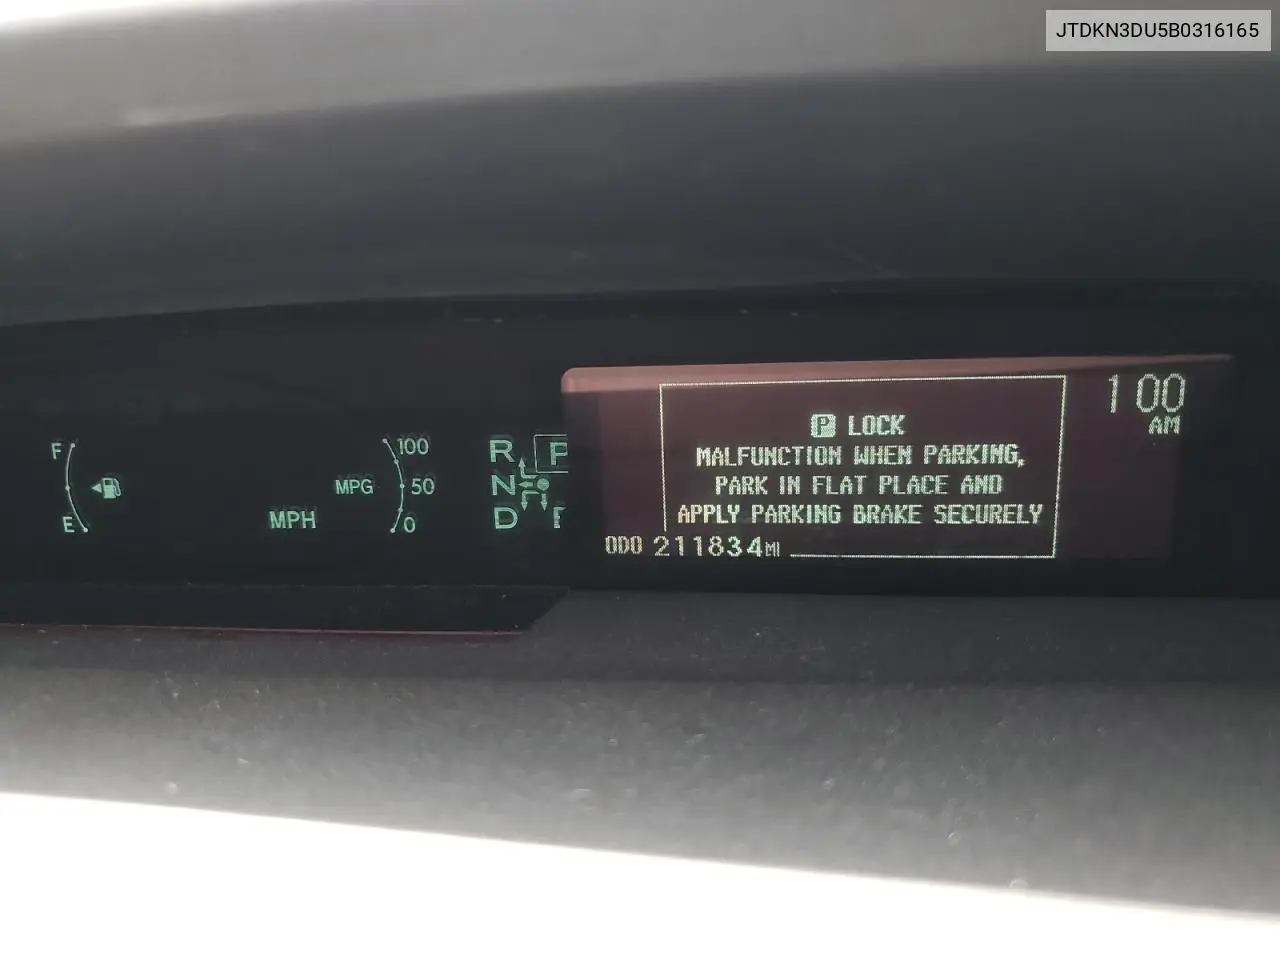 JTDKN3DU5B0316165
1:00
AM
P LOCK
MALFUNCTION WHEN PARKING,
PARK IN FLAT PLACE AND
APPLY PARKING BRAKE SECURELY
ODO 211834 MI
F
E
MPH
MPG
100
50
0
R P
N
D